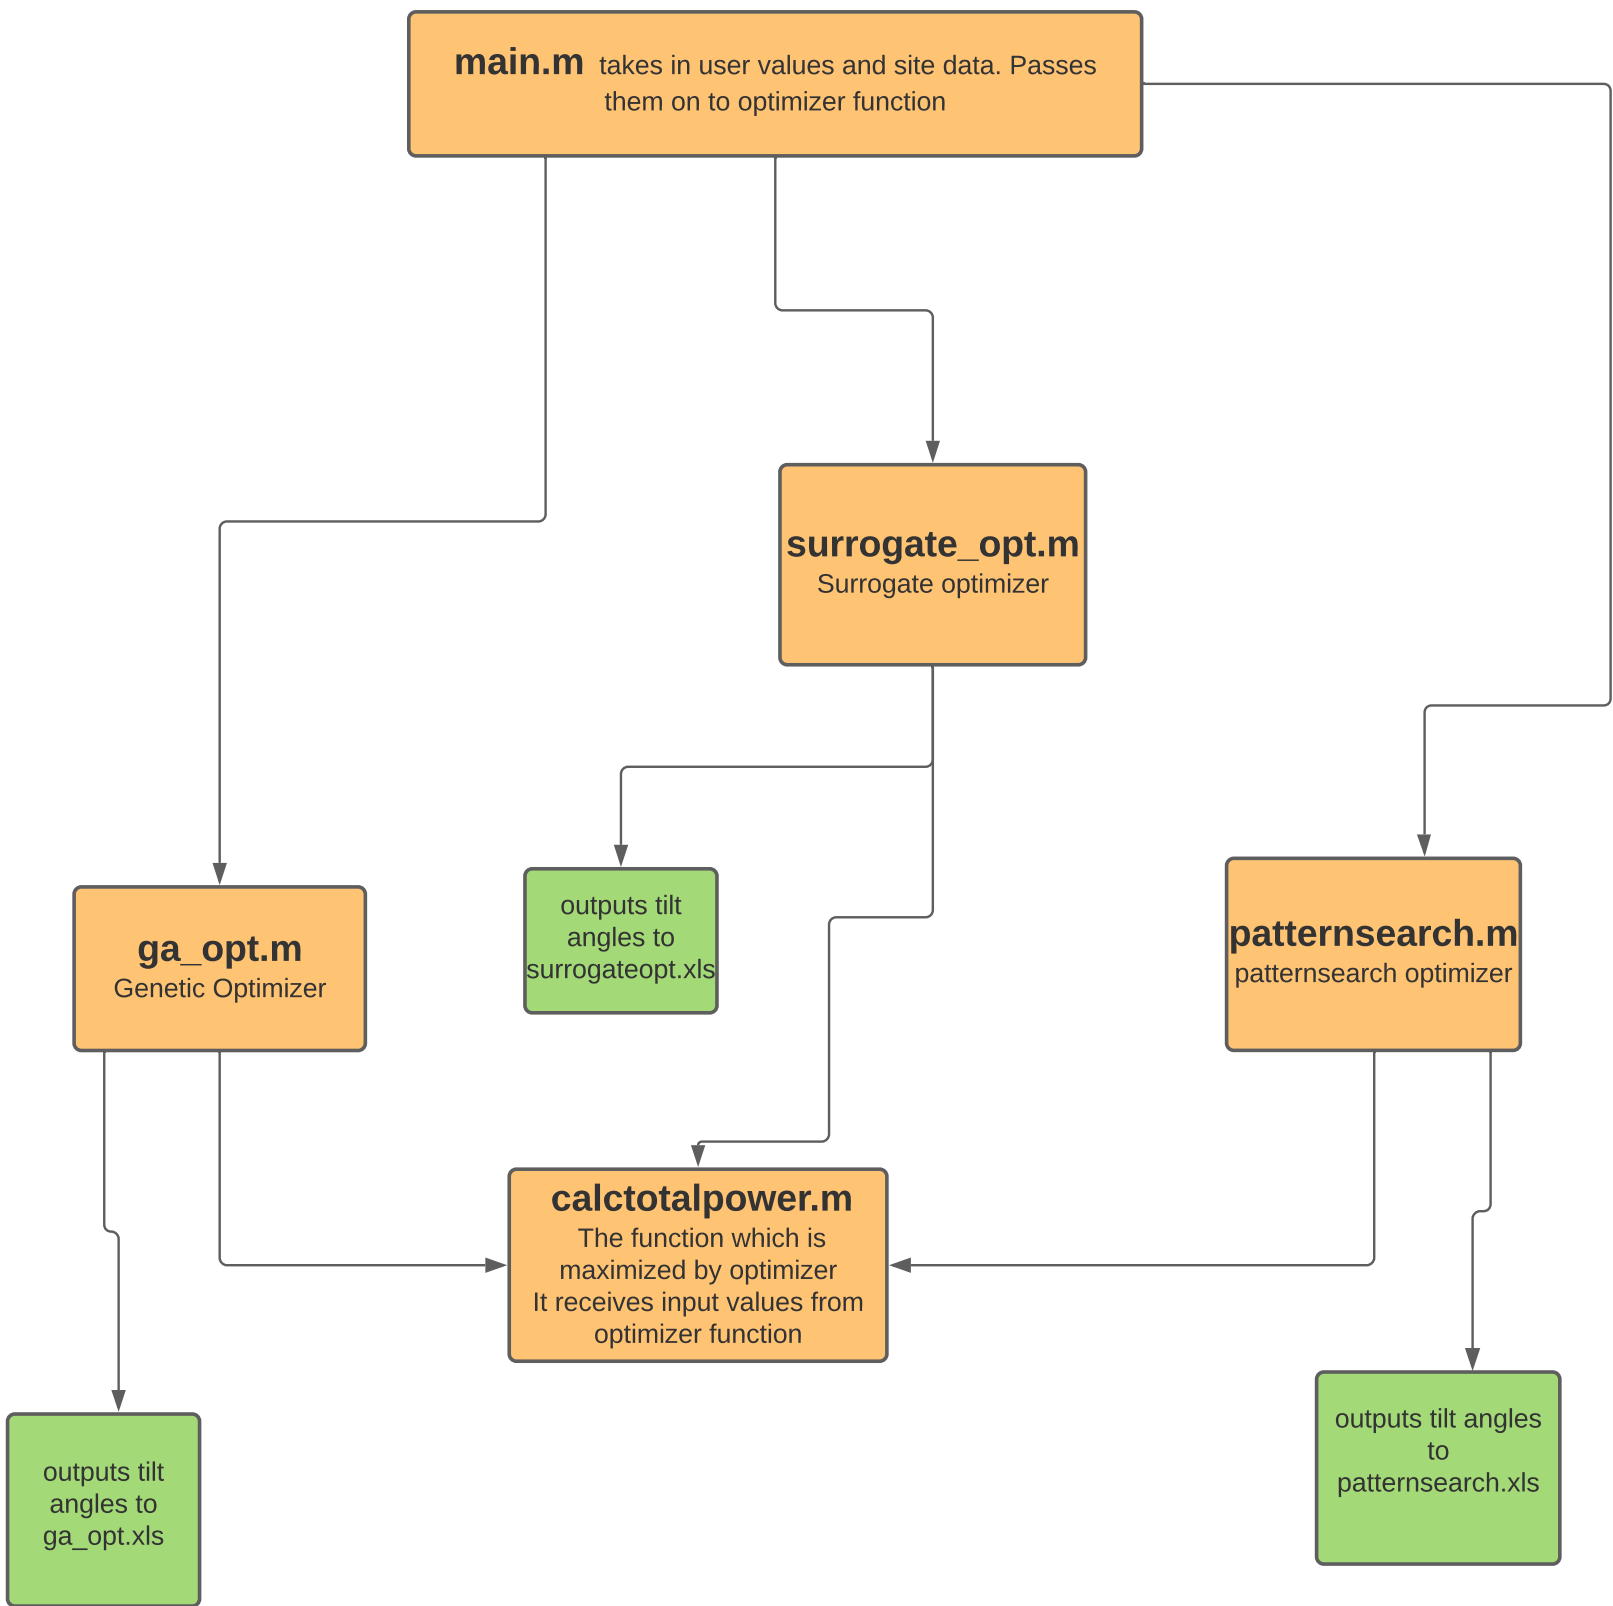 main.m takes in user values and site data. Passes
them on to optimizer function
surrogate_opt.m
Surrogate optimizer
ga_opt.m
Genetic Optimizer
outputs tilt
angles to
surrogateopt.xls
patternsearch.m
patternsearch optimizer
calctotalpower.m
The function which is
maximized by optimizer
It receives input values from
optimizer function
outputs tilt
angles to
ga_opt.xls
outputs tilt angles
to
patternsearch.xls